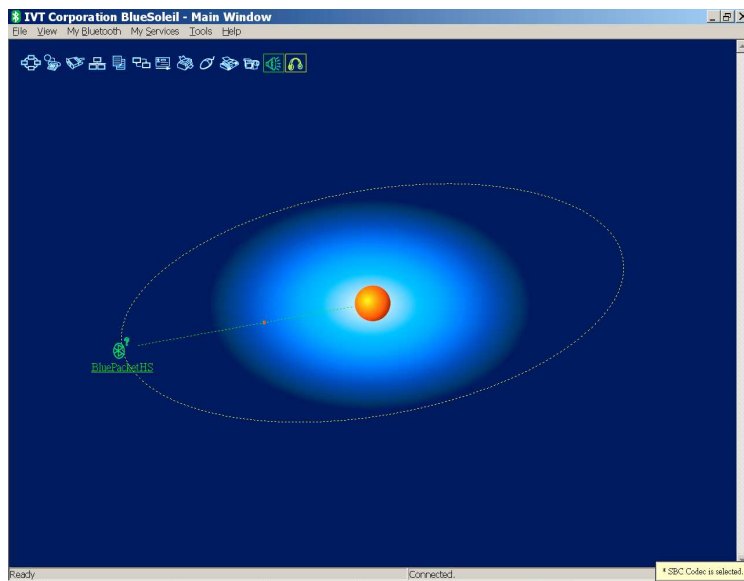 IVT Corporation BlueSoleil - Main Window
File View My Bluetooth My Services Tools Help
BluePacketHS
Ready Connected.
* SBC Codec is selected.